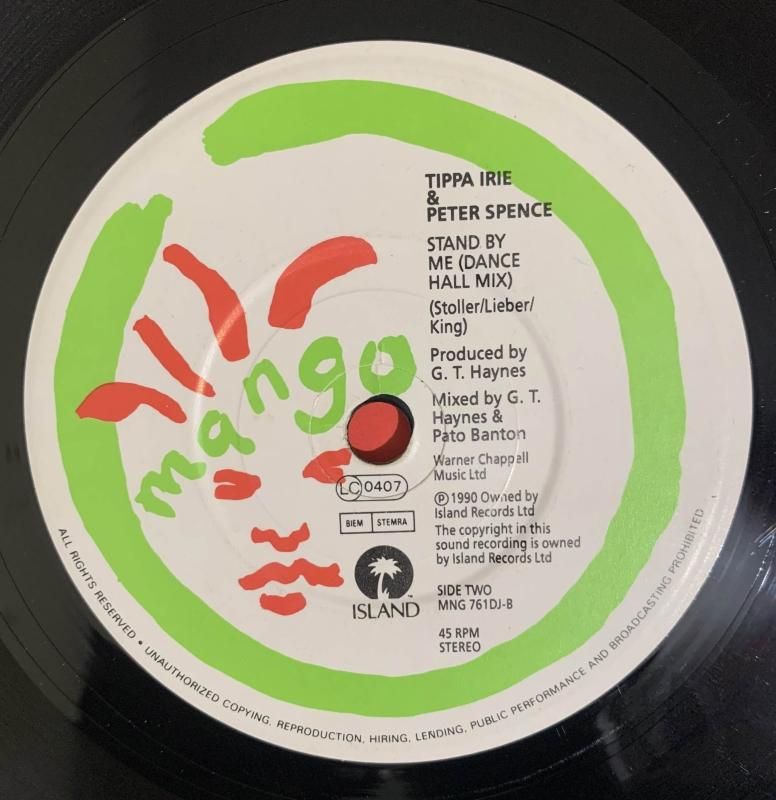 TIPPA IRIE
&
PETER SPENCE
STAND BY
ME (DANCE
HALL MIX)
(Stoller/Lieber/
King)
Produced by
G. T. Haynes
Mixed by G. T.
Haynes &
Pato Banton
Warner Chappell
Music Ltd
Ⓟ 1990 Owned by
Island Records Ltd
The copyright in this
sound recording is owned
by Island Records Ltd
SIDE TWO
MNG 761DJ-B
45 RPM
STEREO
mango
LC 0407
BIEM STEMRA
ISLAND™
ALL RIGHTS RESERVED • UNAUTHORIZED COPYING, REPRODUCTION, HIRING, LENDING, PUBLIC PERFORMANCE AND BROADCASTING PROHIBITED